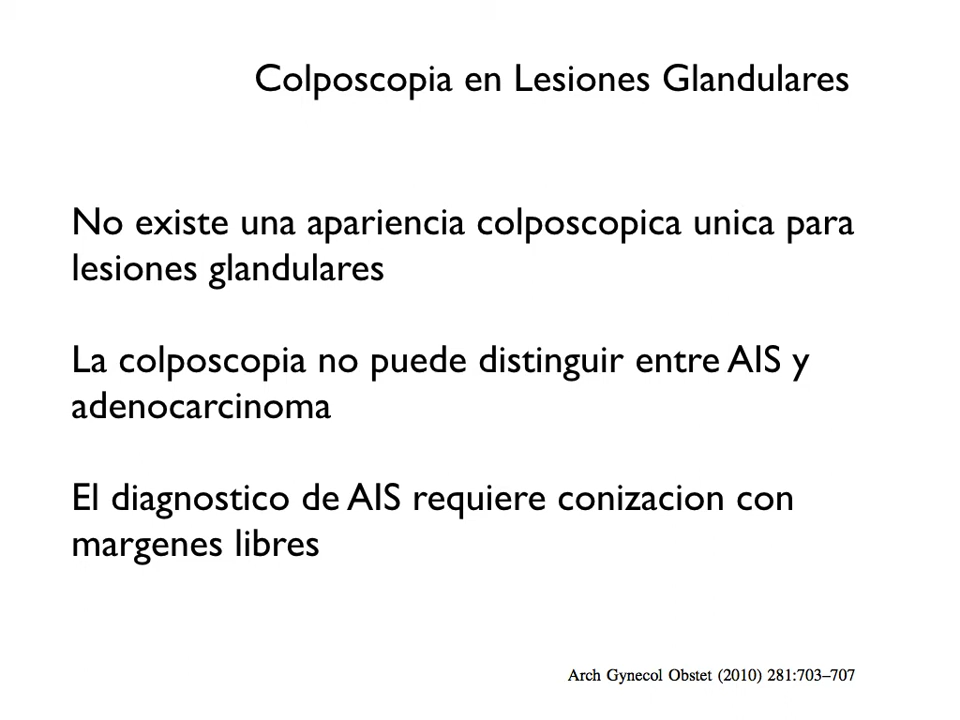 Colposcopia en Lesiones Glandulares
No existe una apariencia colposcopica unica para
lesiones glandulares
La colposcopia no puede distinguir entre AIS y
adenocarcinoma
El diagnostico de AIS requiere conizacion con
margenes libres
Arch Gynecol Obstet (2010) 281:703–707